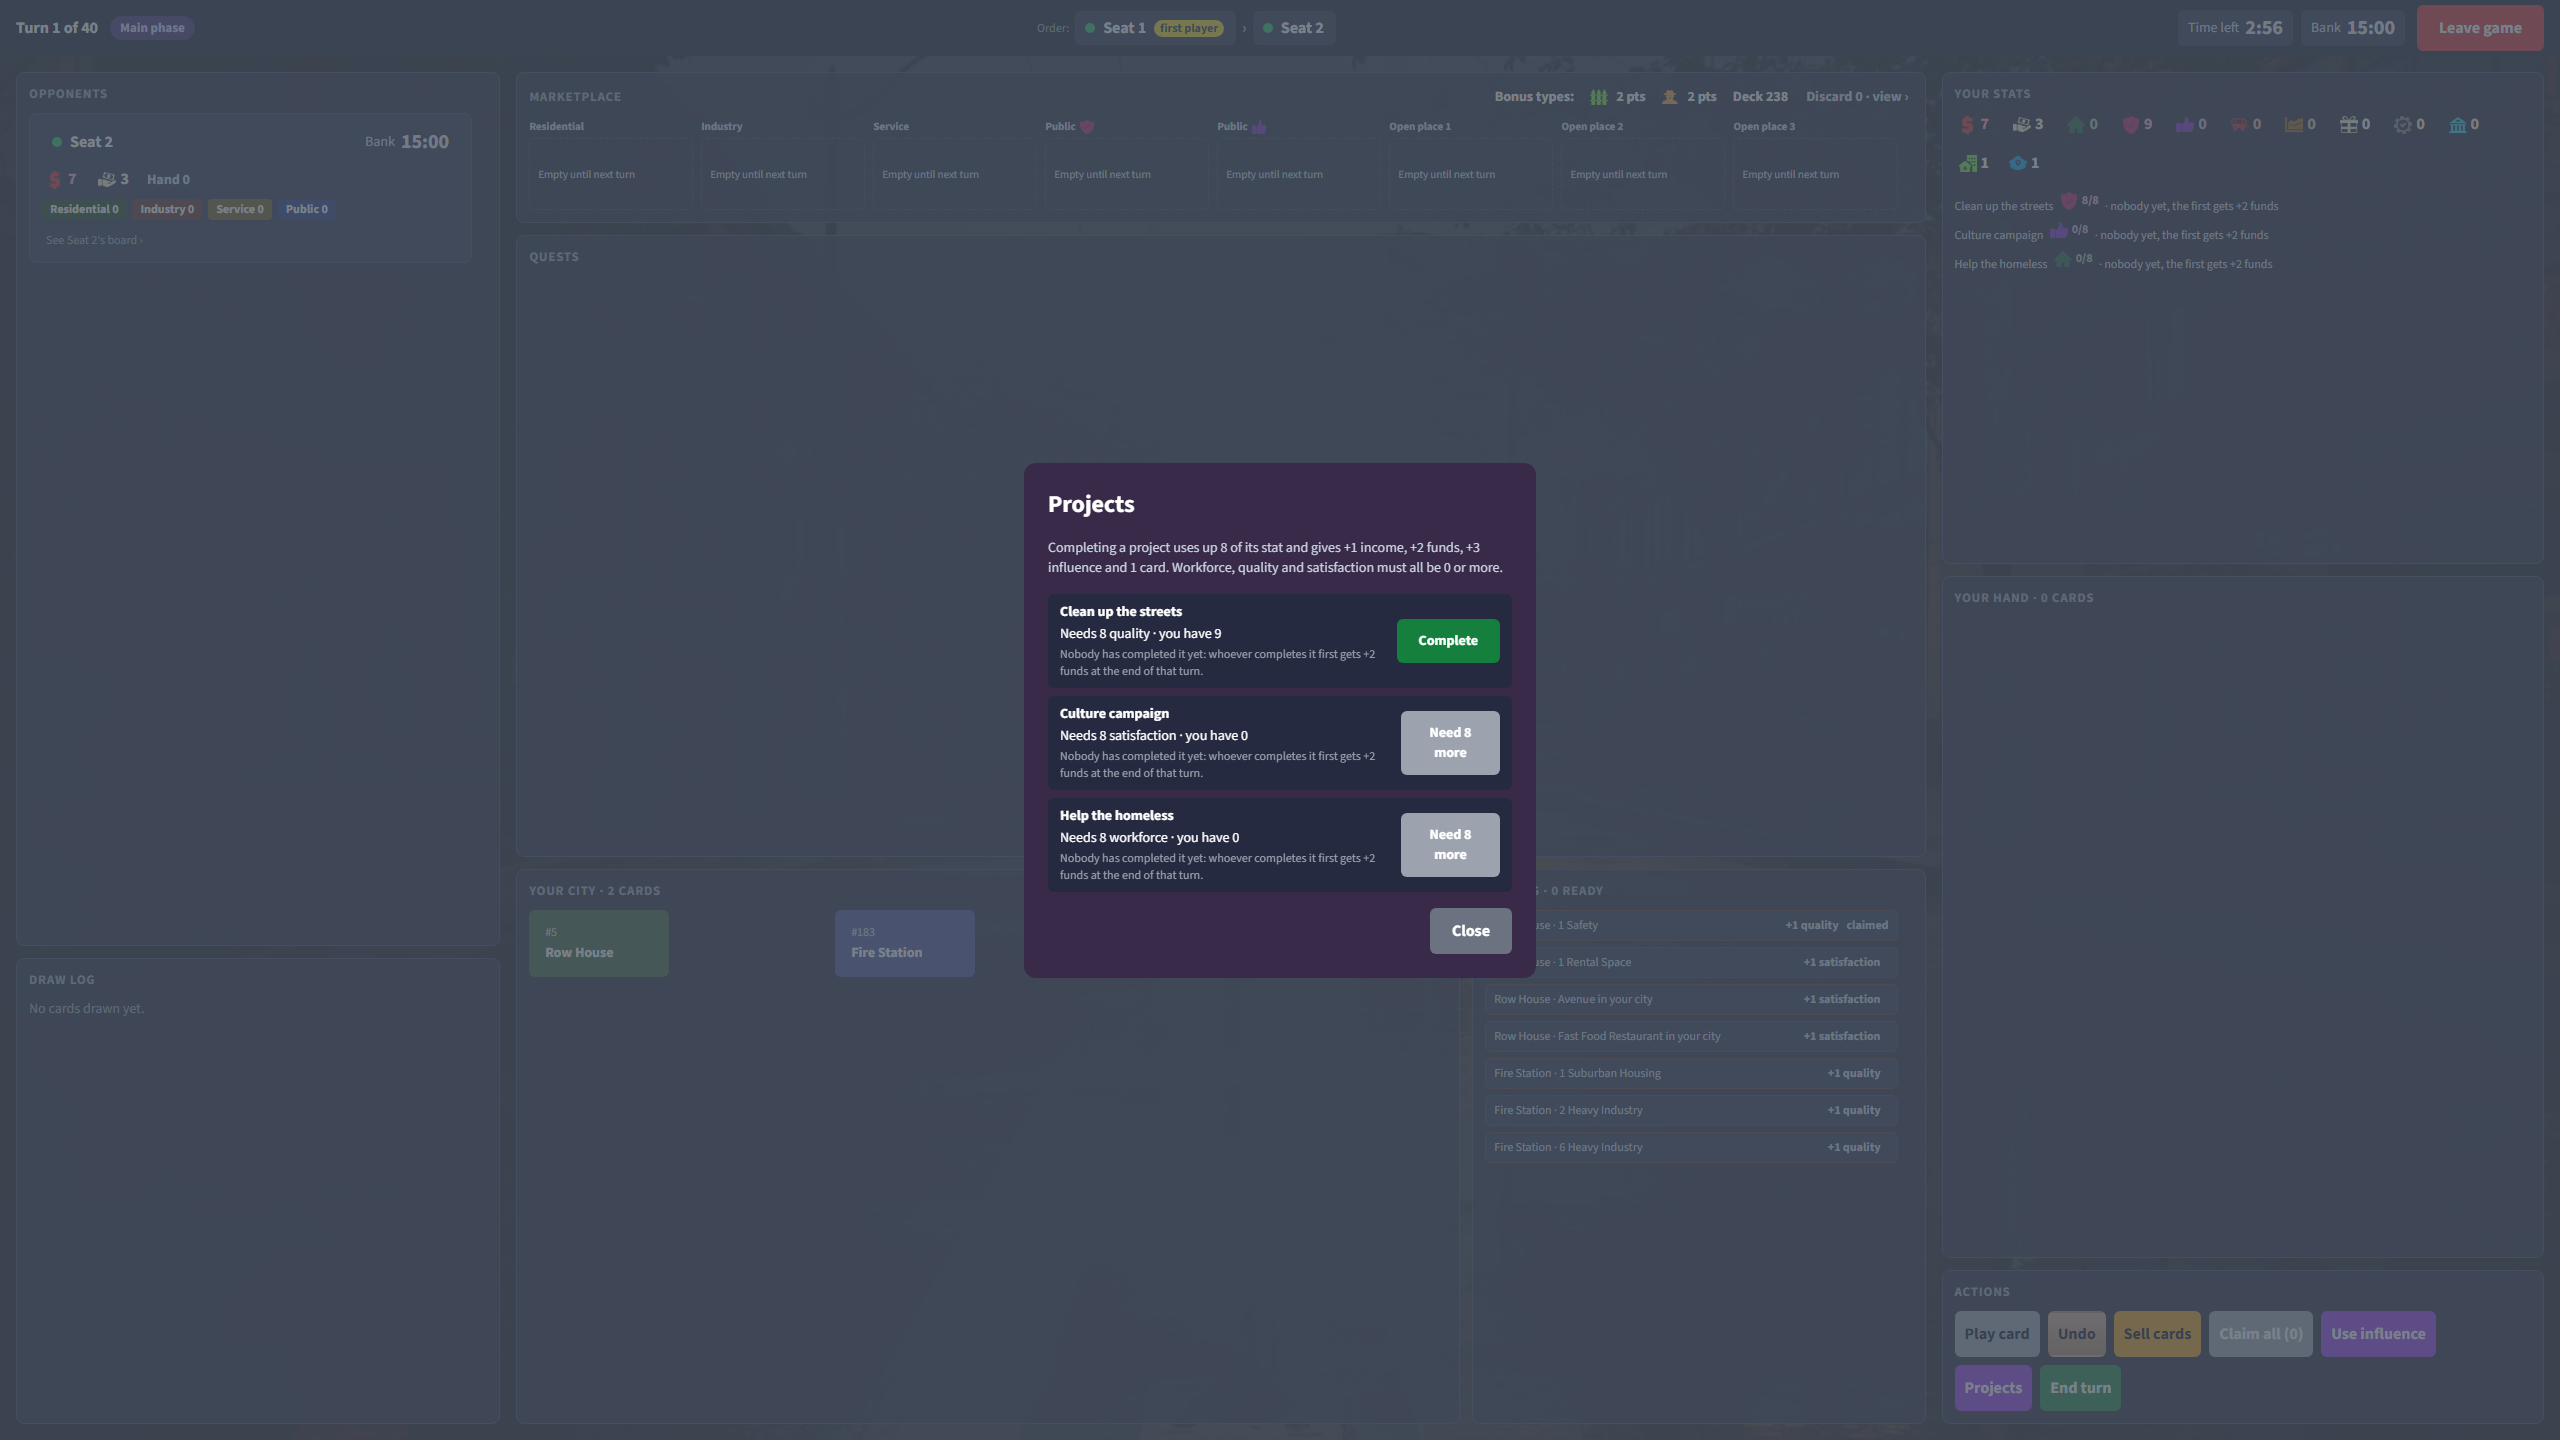 Turn 1 of 40 Main phase
Order: Seat 1 first player › Seat 2
Time left 2:56 Bank 15:00 Leave game
OPPONENTS
Seat 2 Bank 15:00
7 3 Hand 0
Residential 0 Industry 0 Service 0 Public 0
See Seat 2's board ›
DRAW LOG
No cards drawn yet.
MARKETPLACE
Bonus types: 2 pts 2 pts Deck 238 Discard 0 · view ›
Residential Industry Service Public Public Open place 1 Open place 2 Open place 3
Empty until next turn Empty until next turn Empty until next turn Empty until next turn Empty until next turn Empty until next turn Empty until next turn Empty until next turn
QUESTS
Projects
Completing a project uses up 8 of its stat and gives +1 income, +2 funds, +3
influence and 1 card. Workforce, quality and satisfaction must all be 0 or more.
Clean up the streets
Needs 8 quality · you have 9
Nobody has completed it yet: whoever completes it first gets +2
funds at the end of that turn.
Complete
Culture campaign
Needs 8 satisfaction · you have 0
Nobody has completed it yet: whoever completes it first gets +2
funds at the end of that turn.
Need 8
more
Help the homeless
Needs 8 workforce · you have 0
Nobody has completed it yet: whoever completes it first gets +2
funds at the end of that turn.
Need 8
more
Close
YOUR CITY · 2 CARDS
#5
Row House
#183
Fire Station
· 0 READY
· 1 Safety +1 quality claimed
· 1 Rental Space +1 satisfaction
Row House · Avenue in your city +1 satisfaction
Row House · Fast Food Restaurant in your city +1 satisfaction
Fire Station · 1 Suburban Housing +1 quality
Fire Station · 2 Heavy Industry +1 quality
Fire Station · 6 Heavy Industry +1 quality
YOUR STATS
7 3 0 9 0 0 0 0 0 0
1 1
Clean up the streets 8/8 · nobody yet, the first gets +2 funds
Culture campaign 0/8 · nobody yet, the first gets +2 funds
Help the homeless 0/8 · nobody yet, the first gets +2 funds
YOUR HAND · 0 CARDS
ACTIONS
Play card Undo Sell cards Claim all (0) Use influence
Projects End turn